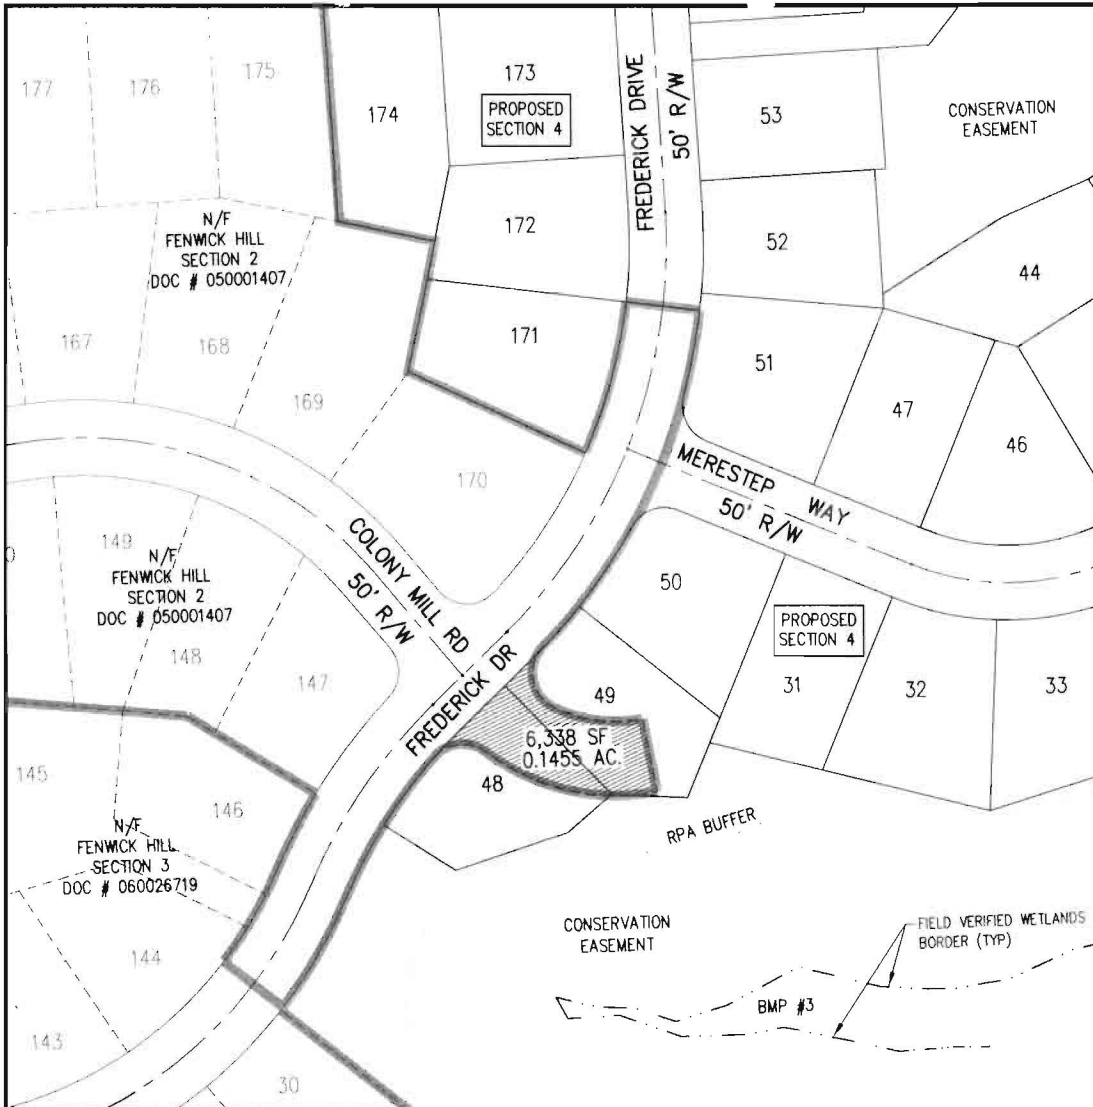 177
176
175
174
173
PROPOSED
SECTION 4
FREDERICK DRIVE
50' R/W
53
CONSERVATION
EASEMENT
N/F
FENWICK HILL
SECTION 2
DOC # 050001407
172
52
44
167
168
171
51
169
47
46
170
MERESTEP WAY
50' R/W
COLONY MILL RD
50' R/W
149
N/F
FENWICK HILL
SECTION 2
DOC # 050001407
50
PROPOSED
SECTION 4
148
147
FREDERICK DR
49
31
32
33
6,338 SF
0.1455 AC.
145
146
48
RPA BUFFER
N/F
FENWICK HILL
SECTION 3
DOC # 060026719
CONSERVATION
EASEMENT
FIELD VERIFIED WETLANDS
BORDER (TYP)
144
BMP #3
143
30